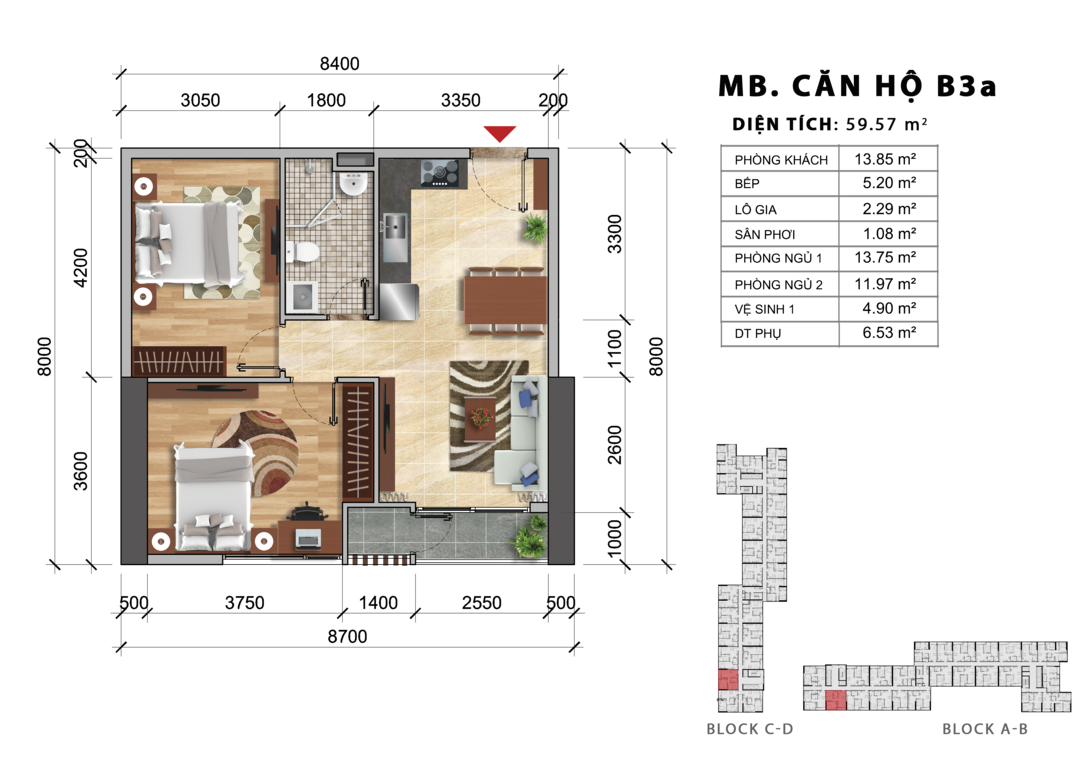 MB. CĂN HỘ B3a
DIỆN TÍCH: 59.57 m²
PHÒNG KHÁCH 13.85 m²
BẾP 5.20 m²
LÔ GIA 2.29 m²
SÂN PHƠI 1.08 m²
PHÒNG NGỦ 1 13.75 m²
PHÒNG NGỦ 2 11.97 m²
VỆ SINH 1 4.90 m²
DT PHỤ 6.53 m²
8400
3050 1800 3350 200
200
4200
3600
8000
3300
1100
2600
1000
8000
500 3750 1400 2550 500
8700
BLOCK C-D
BLOCK A-B